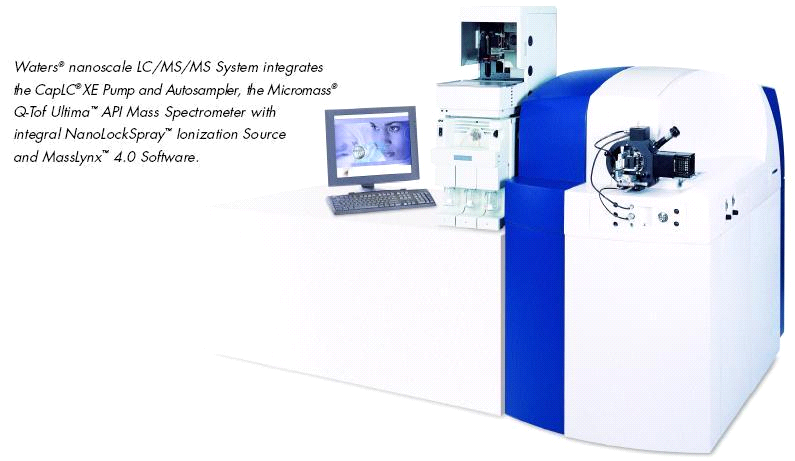 Waters® nanoscale LC/MS/MS System integrates
the CapLC® XE Pump and Autosampler, the Micromass®
Q-Tof Ultima™ API Mass Spectrometer with
integral NanoLockSpray™ Ionization Source
and MassLynx™ 4.0 Software.